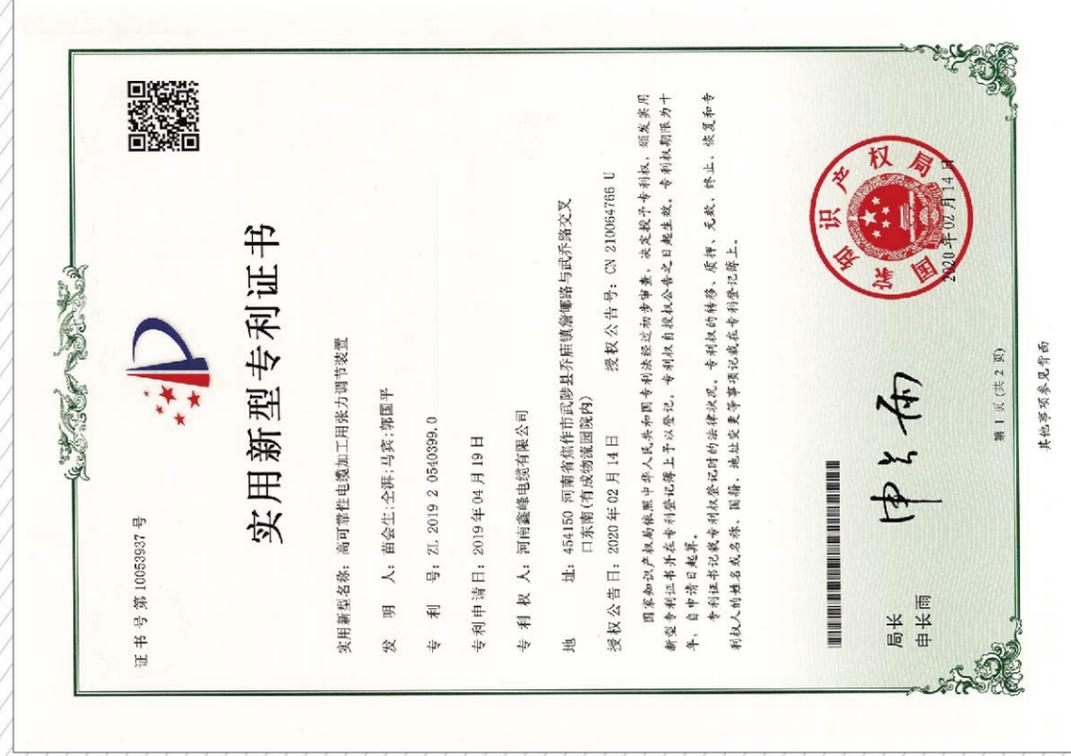 证书号第10053937号
实用新型专利证书
实用新型名称：高可靠性电缆加工用张力调节装置
发 明 人：苗会生;全湃;马宾;郭国平
专 利 号：ZL 2019 2 0540399.0
专利申请日：2019年04月19日
专 利 权 人：河南鑫峰电缆有限公司
地 址：454150 河南省焦作市武陟县乔庙镇詹郇路与武乔路交叉
口东南(有成物流园院内)
授权公告日：2020年02月14日 授权公告号：CN 210064766 U
国家知识产权局依照中华人民共和国专利法经过初步审查，决定授予专利权，颁发实用
新型专利证书并在专利登记簿上予以登记。专利权自授权公告之日起生效。专利权期限为十
年，自申请日起算。
专利证书记载专利权登记时的法律状况。专利权的转移、质押、无效、终止、恢复和专
利权人的姓名或名称、国籍、地址变更等事项记载在专利登记簿上。
局长
申长雨
申长雨
国家知识产权局
2020年02月14日
第 1 页 (共 2 页)
其他事项参见背面